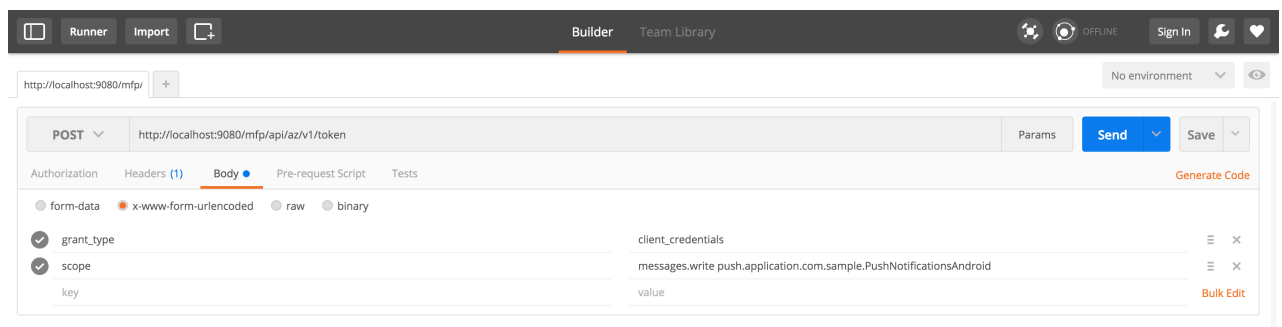 Runner Import Builder Team Library OFFLINE Sign In
http://localhost:9080/mfp/ + No environment
POST http://localhost:9080/mfp/api/az/v1/token Params Send Save
Authorization Headers (1) Body Pre-request Script Tests Generate Code
form-data x-www-form-urlencoded raw binary
grant_type client_credentials
scope messages.write push.application.com.sample.PushNotificationsAndroid
key value Bulk Edit